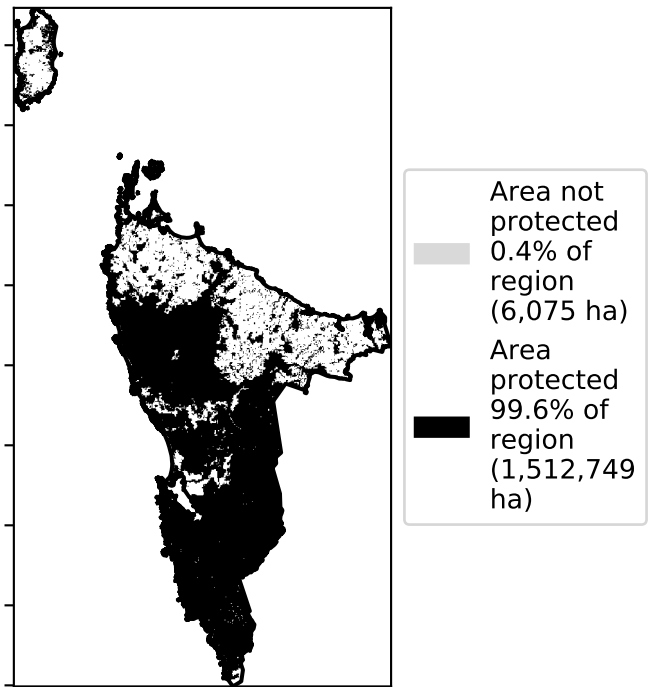 Area not
protected
0.4% of
region
(6,075 ha)
Area
protected
99.6% of
region
(1,512,749
ha)